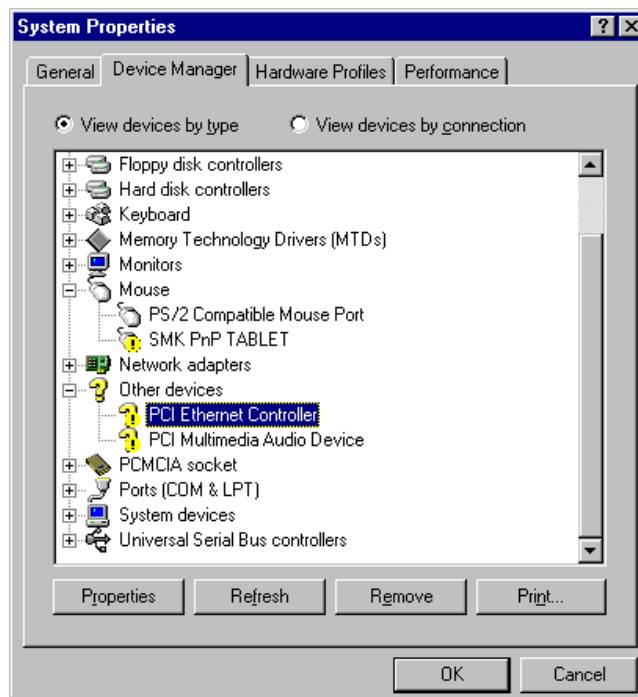 System Properties
General Device Manager Hardware Profiles Performance
View devices by type View devices by connection
Floppy disk controllers
Hard disk controllers
Keyboard
Memory Technology Drivers (MTDs)
Monitors
Mouse
PS/2 Compatible Mouse Port
SMK PnP TABLET
Network adapters
Other devices
PCI Ethernet Controller
PCI Multimedia Audio Device
PCMCIA socket
Ports (COM & LPT)
System devices
Universal Serial Bus controllers
Properties Refresh Remove Print...
OK Cancel